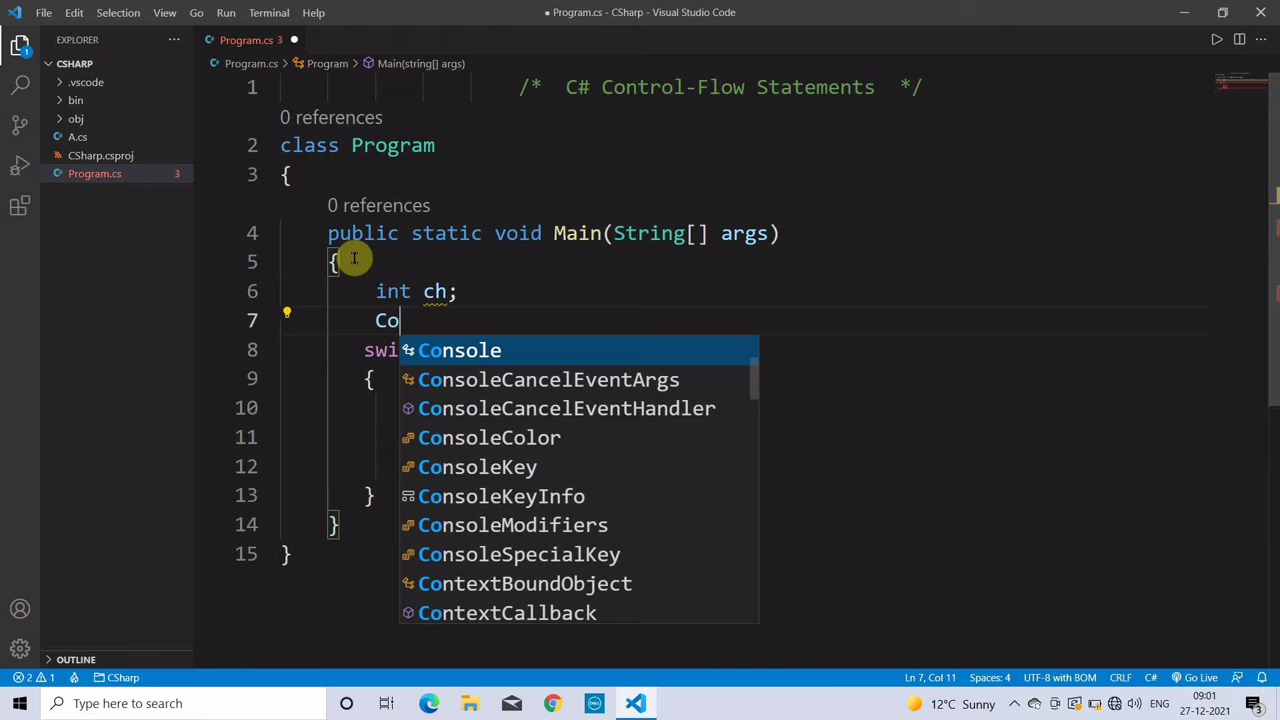 File Edit Selection View Go Run Terminal Help
● Program.cs - CSharp - Visual Studio Code
EXPLORER ...
Program.cs 3 ●
CSHARP
Program.cs > Program > Main(string[] args)
.vscode
bin
obj
A.cs
CSharp.csproj
Program.cs 3
1 /* C# Control-Flow Statements */
0 references
2 class Program
3 {
0 references
4 public static void Main(String[] args)
5 {
6 int ch;
7 Co
8 swi
9 {
10
11
12
13 }
14 }
15 }
Console
ConsoleCancelEventArgs
ConsoleCancelEventHandler
ConsoleColor
ConsoleKey
ConsoleKeyInfo
ConsoleModifiers
ConsoleSpecialKey
ContextBoundObject
ContextCallback
OUTLINE
1
2 1 CSharp
Ln 7, Col 11 Spaces: 4 UTF-8 with BOM CRLF C# Go Live
Type here to search
DELL
12°C Sunny
ENG
09:01
27-12-2021
3